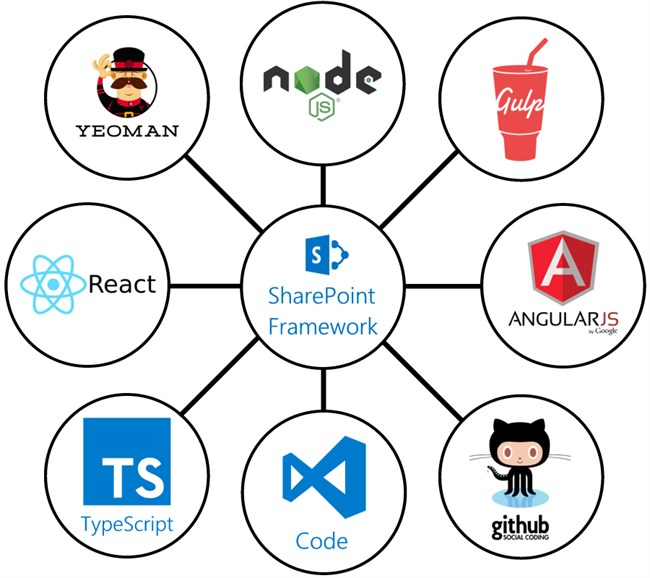 YEOMAN
node
JS
Gulp
React
S
SharePoint
Framework
A
ANGULARJS
by Google
TS
TypeScript
Code
github
SOCIAL CODING